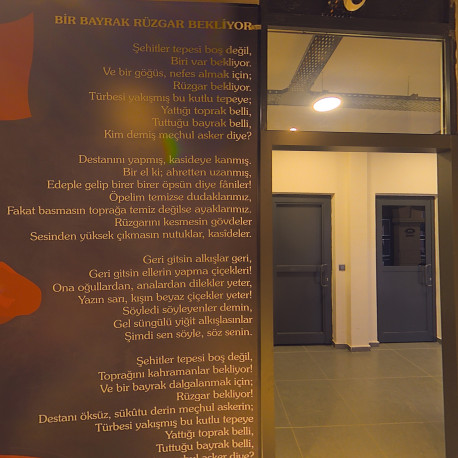 BİR BAYRAK RÜZGAR BEKLİYOR
Şehitler tepesi boş değil,
Biri var bekliyor.
Ve bir göğüs, nefes almak için;
Rüzgar bekliyor.
Türbesi yakışmış bu kutlu tepeye;
Yattığı toprak belli,
Tuttuğu bayrak belli,
Kim demiş meçhul asker diye?
Destanını yapmış, kasideye kanmış.
Bir el ki; ahretten uzanmış,
Edeple gelip birer birer öpsün diye fâniler!
Öpelim temizse dudaklarımız,
Fakat basmasın toprağa temiz değilse ayaklarımız.
Rüzgarını kesmesin gövdeler
Sesinden yüksek çıkmasın nutuklar, kasîdeler.
Geri gitsin alkışlar geri,
Geri gitsin ellerin yapma çiçekleri!
Ona oğullardan, analardan dilekler yeter,
Yazın sarı, kışın beyaz çiçekler yeter!
Söyledi söyleyenler demin,
Gel süngülü yiğit alkışlasınlar
Şimdi sen söyle, söz senin.
Şehitler tepesi boş değil,
Toprağını kahramanlar bekliyor!
Ve bir bayrak dalgalanmak için;
Rüzgar bekliyor!
Destanı öksüz, sükûtu derin meçhul askerin;
Türbesi yakışmış bu kutlu tepeye
Yattığı toprak belli,
Tuttuğu bayrak belli,
asker diye?